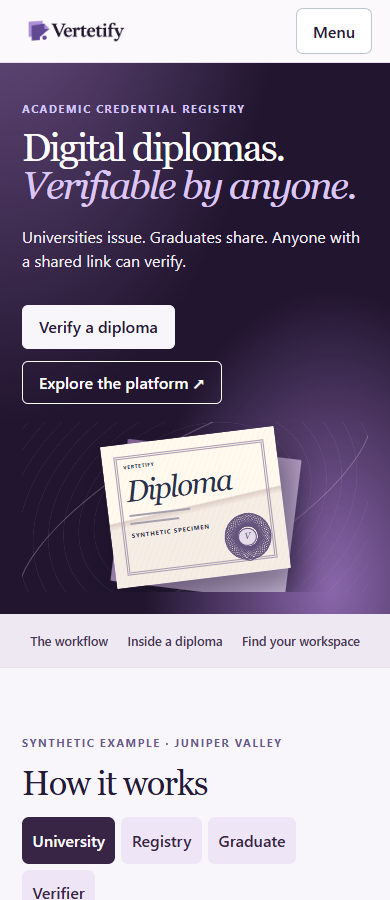 Vertetify
Menu
ACADEMIC CREDENTIAL REGISTRY
Digital diplomas.
Verifiable by anyone.
Universities issue. Graduates share. Anyone with
a shared link can verify.
Verify a diploma
Explore the platform ↗
VERTETIFY
Diploma
SYNTHETIC SPECIMEN
V
The workflow
Inside a diploma
Find your workspace
SYNTHETIC EXAMPLE · JUNIPER VALLEY
How it works
University
Registry
Graduate
Verifier